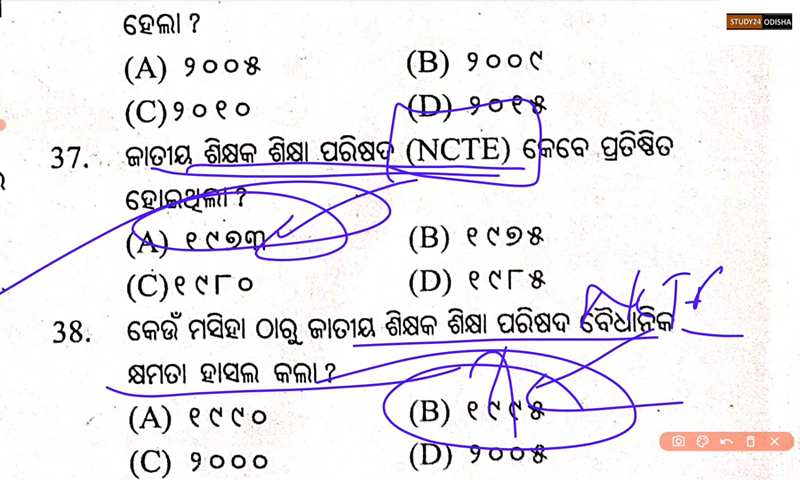 STUDY24 ODISHA
ହେଲା ?
(A) ୨୦୦୫ (B) ୨୦୦୯
(C) ୨୦୧୦ (D) ୨୦୧୫
37. ଜାତୀୟ ଶିକ୍ଷକ ଶିକ୍ଷା ପରିଷଦ (NCTE) କେବେ ପ୍ରତିଷ୍ଠିତ
ହୋଇଥିଲା ?
(A) ୧୯୭୩ (B) ୧୯୭୫
(C) ୧୯୮୦ (D) ୧୯୮୫
38. କେଉଁ ମସିହା ଠାରୁ ଜାତୀୟ ଶିକ୍ଷକ ଶିକ୍ଷା ପରିଷଦ ବୈଧାନିକ
କ୍ଷମତା ହାସଲ କଲା ?
(A) ୧୯୯୦ (B) ୧୯୯୫
(C) ୨୦୦୦ (D) ୨୦୦୫